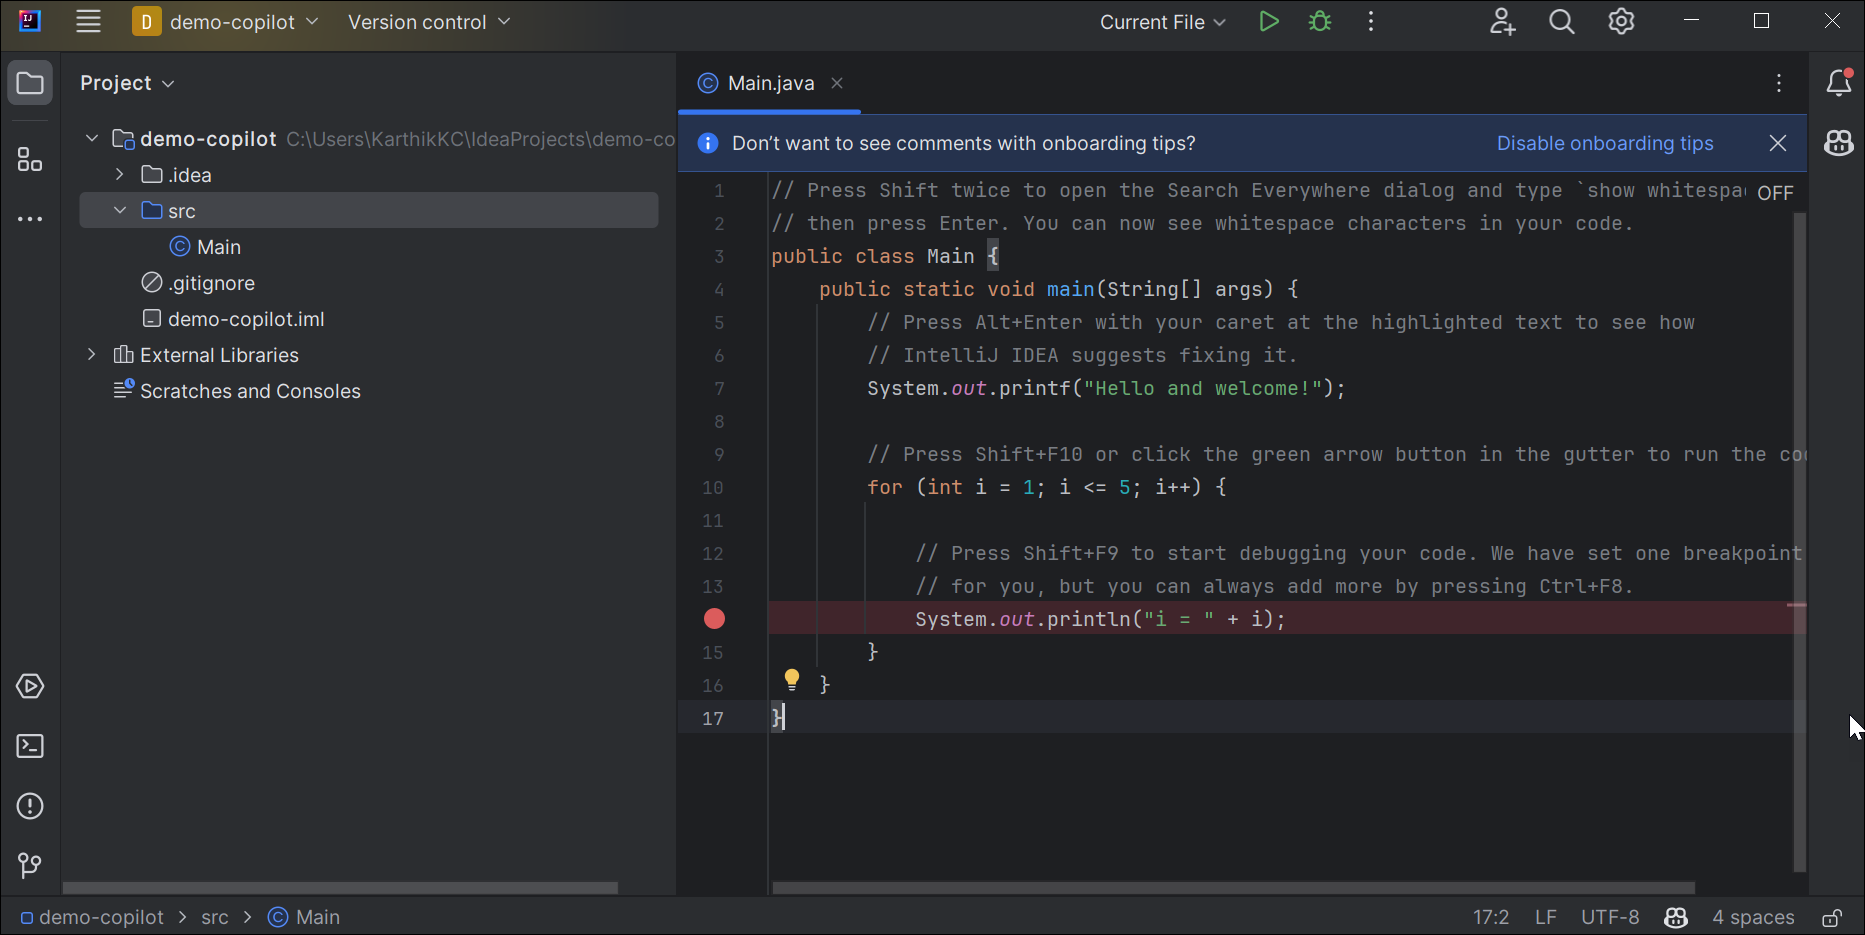 D demo-copilot Version control Current File
Project
demo-copilot C:\Users\KarthikKC\IdeaProjects\demo-co
.idea
src
Main
.gitignore
demo-copilot.iml
External Libraries
Scratches and Consoles
Main.java
Don't want to see comments with onboarding tips? Disable onboarding tips
OFF
1 // Press Shift twice to open the Search Everywhere dialog and type `show whitespa
2 // then press Enter. You can now see whitespace characters in your code.
3 public class Main {
4     public static void main(String[] args) {
5         // Press Alt+Enter with your caret at the highlighted text to see how
6         // IntelliJ IDEA suggests fixing it.
7         System.out.printf("Hello and welcome!");
8
9         // Press Shift+F10 or click the green arrow button in the gutter to run the co
10         for (int i = 1; i <= 5; i++) {
11
12             // Press Shift+F9 to start debugging your code. We have set one breakpoint
13             // for you, but you can always add more by pressing Ctrl+F8.
System.out.println("i = " + i);
15         }
16     }
17 }
demo-copilot > src > Main 17:2 LF UTF-8 4 spaces